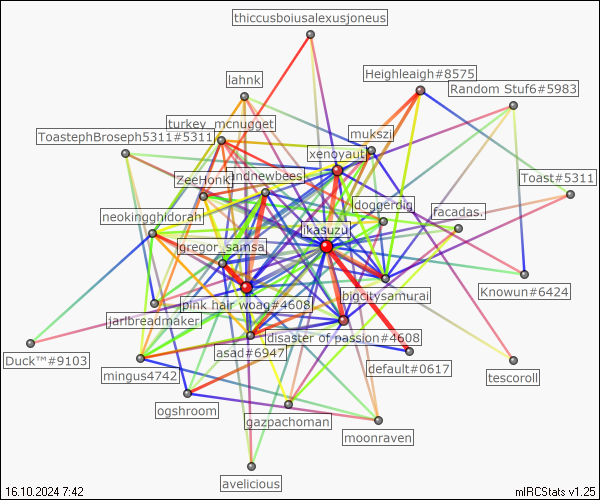 thiccusboiusalexusjoneus
Heighleaigh#8575
lahnk
Random Stuf6#5983
turkey_mcnugget
ToastephBroseph5311#5311
mukszi
xenoyaut
Toast#5311
ZeeHonk
ndnewbees
doggerdig
facadas.
neokingghidorah
ikasuzu
gregor_samsa
Knowun#6424
bigcitysamurai
pink hair woag#4608
jarlbreadmaker
disaster of passion#4608
asad#6947
Duck™#9103
default#0617
mingus4742
tescoroll
ogshroom
gazpachoman
moonraven
avelicious
16.10.2024 7:42
mIRCStats v1.25